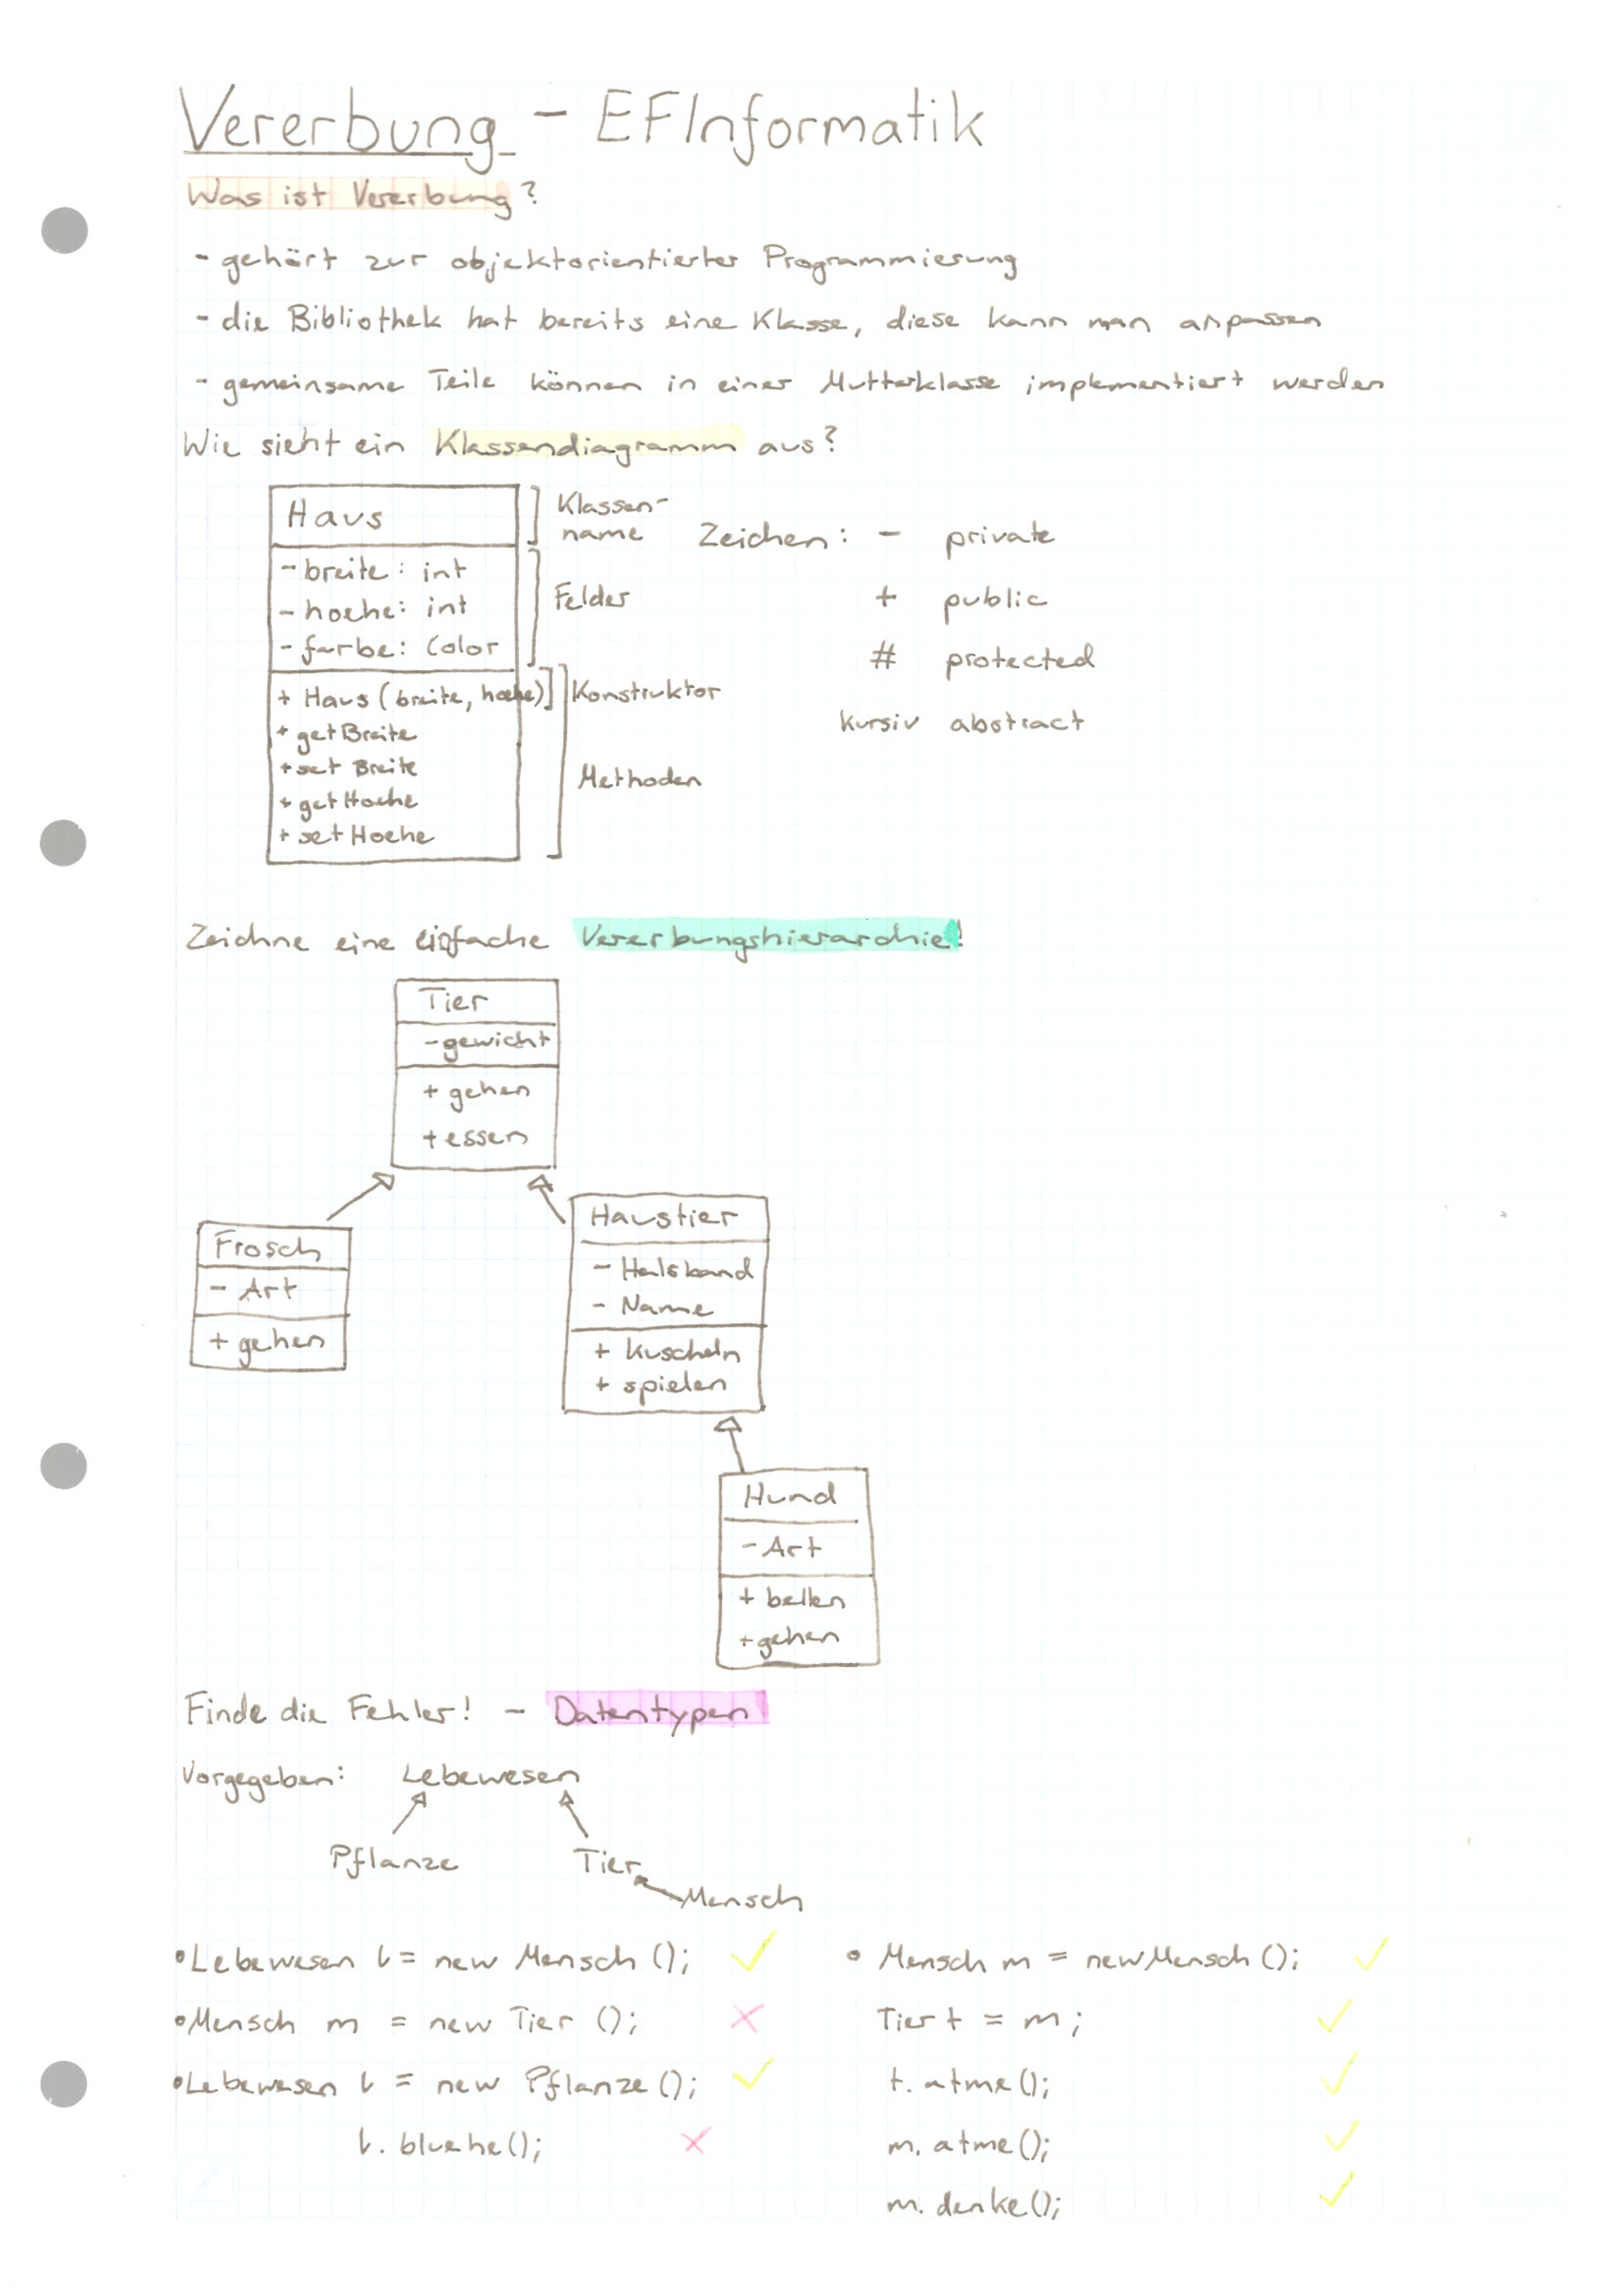 Vererbung - EFInformatik
Was ist Vererbung?
- gehört zur objektorientierter Programmierung
- die Bibliothek hat bereits eine Klasse, diese kann man anpassen
- gemeinsame Teile können in einer Mutterklasse implementiert werden
Wie sieht ein Klassendiagramm aus?
Haus
Klassen-
name
- breite: int
- hoehe: int
- farbe: Color
Felder
+ Haus (breite, hoehe)
Konstruktor
+ getBreite
+ set Breite
+ getHoehe
+ setHoehe
Methoden
Zeichen: - private
+ public
# protected
kursiv abstract
Zeichne eine einfache Vererbungshierarchie!
Tier
- gewicht
+ gehen
+ essen
Frosch
- Art
+ gehen
Haustier
- Halsband
- Name
+ kuscheln
+ spielen
Hund
- Art
+ bellen
+ gehen
Finde die Fehler! - Datentypen
Vorgegeben: Lebewesen
Pflanze Tier
Mensch
• Lebewesen l = new Mensch (); ✓
• Mensch m = new Tier (); ✗
• Lebewesen l = new Pflanze (); ✓
l. bluehe(); ✗
• Mensch m = new Mensch (); ✓
Tier t = m; ✓
t. atme (); ✓
m. atme (); ✓
m. denke (); ✓